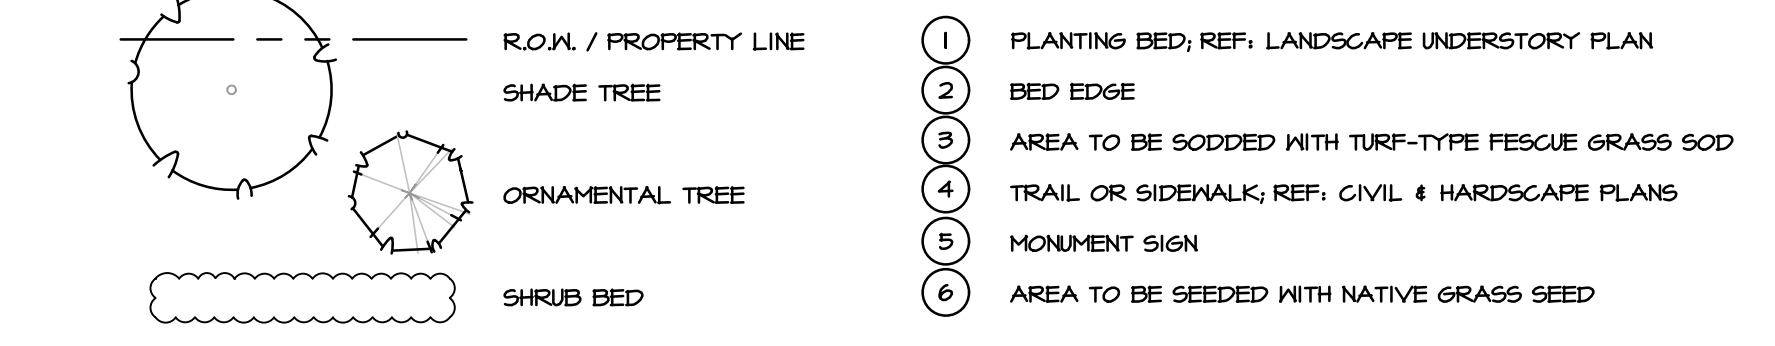 R.O.W. / PROPERTY LINE
SHADE TREE
ORNAMENTAL TREE
SHRUB BED
1 PLANTING BED; REF: LANDSCAPE UNDERSTORY PLAN
2 BED EDGE
3 AREA TO BE SODDED WITH TURF-TYPE FESCUE GRASS SOD
4 TRAIL OR SIDEWALK; REF: CIVIL & HARDSCAPE PLANS
5 MONUMENT SIGN
6 AREA TO BE SEEDED WITH NATIVE GRASS SEED